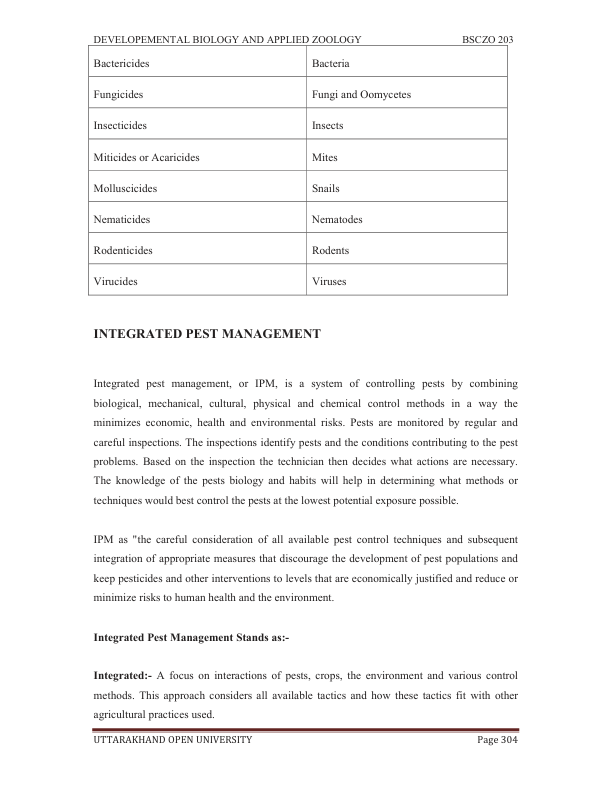 DEVELOPEMENTAL BIOLOGY AND APPLIED ZOOLOGY BSCZO 203
Bactericides Bacteria
Fungicides Fungi and Oomycetes
Insecticides Insects
Miticides or Acaricides Mites
Molluscicides Snails
Nematicides Nematodes
Rodenticides Rodents
Virucides Viruses
INTEGRATED PEST MANAGEMENT
Integrated pest management, or IPM, is a system of controlling pests by combining
biological, mechanical, cultural, physical and chemical control methods in a way the
minimizes economic, health and environmental risks. Pests are monitored by regular and
careful inspections. The inspections identify pests and the conditions contributing to the pest
problems. Based on the inspection the technician then decides what actions are necessary.
The knowledge of the pests biology and habits will help in determining what methods or
techniques would best control the pests at the lowest potential exposure possible.
IPM as "the careful consideration of all available pest control techniques and subsequent
integration of appropriate measures that discourage the development of pest populations and
keep pesticides and other interventions to levels that are economically justified and reduce or
minimize risks to human health and the environment.
Integrated Pest Management Stands as:-
Integrated:- A focus on interactions of pests, crops, the environment and various control
methods. This approach considers all available tactics and how these tactics fit with other
agricultural practices used.
UTTARAKHAND OPEN UNIVERSITY Page 304